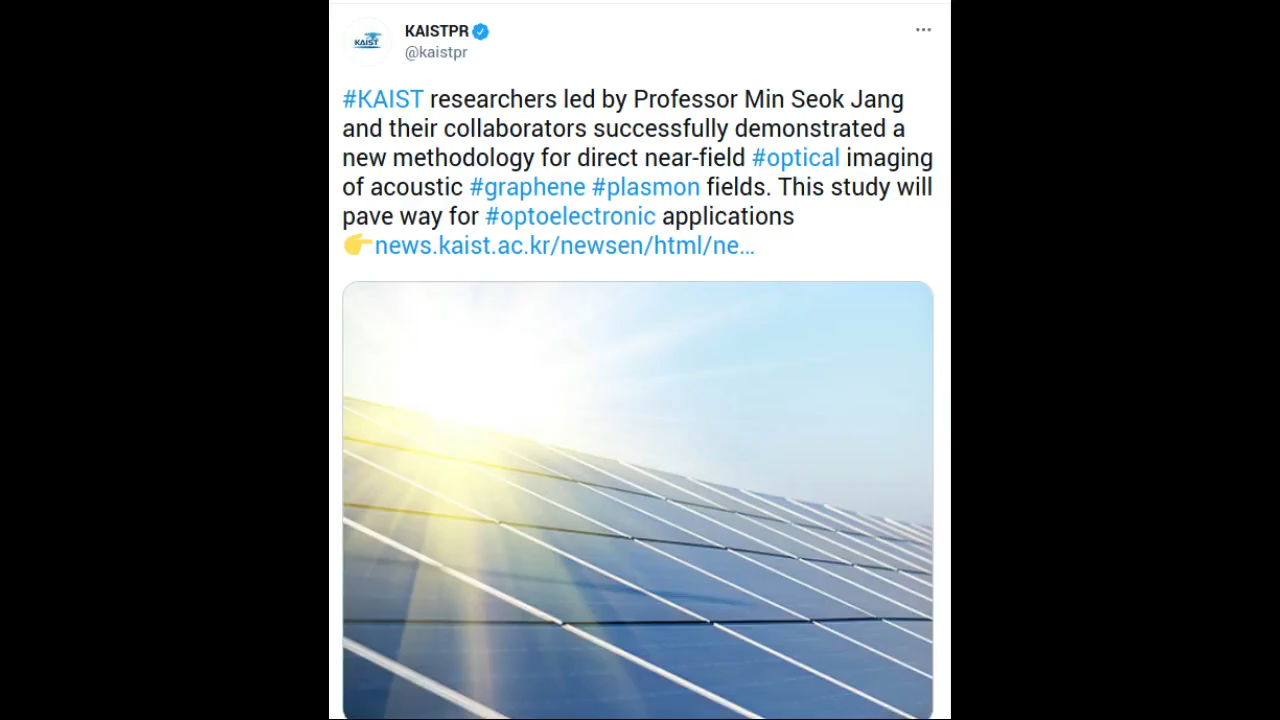 KAIST
KAISTPR
@kaistpr
#KAIST researchers led by Professor Min Seok Jang
and their collaborators successfully demonstrated a
new methodology for direct near-field #optical imaging
of acoustic #graphene #plasmon fields. This study will
pave way for #optoelectronic applications
👉news.kaist.ac.kr/newsen/html/ne...